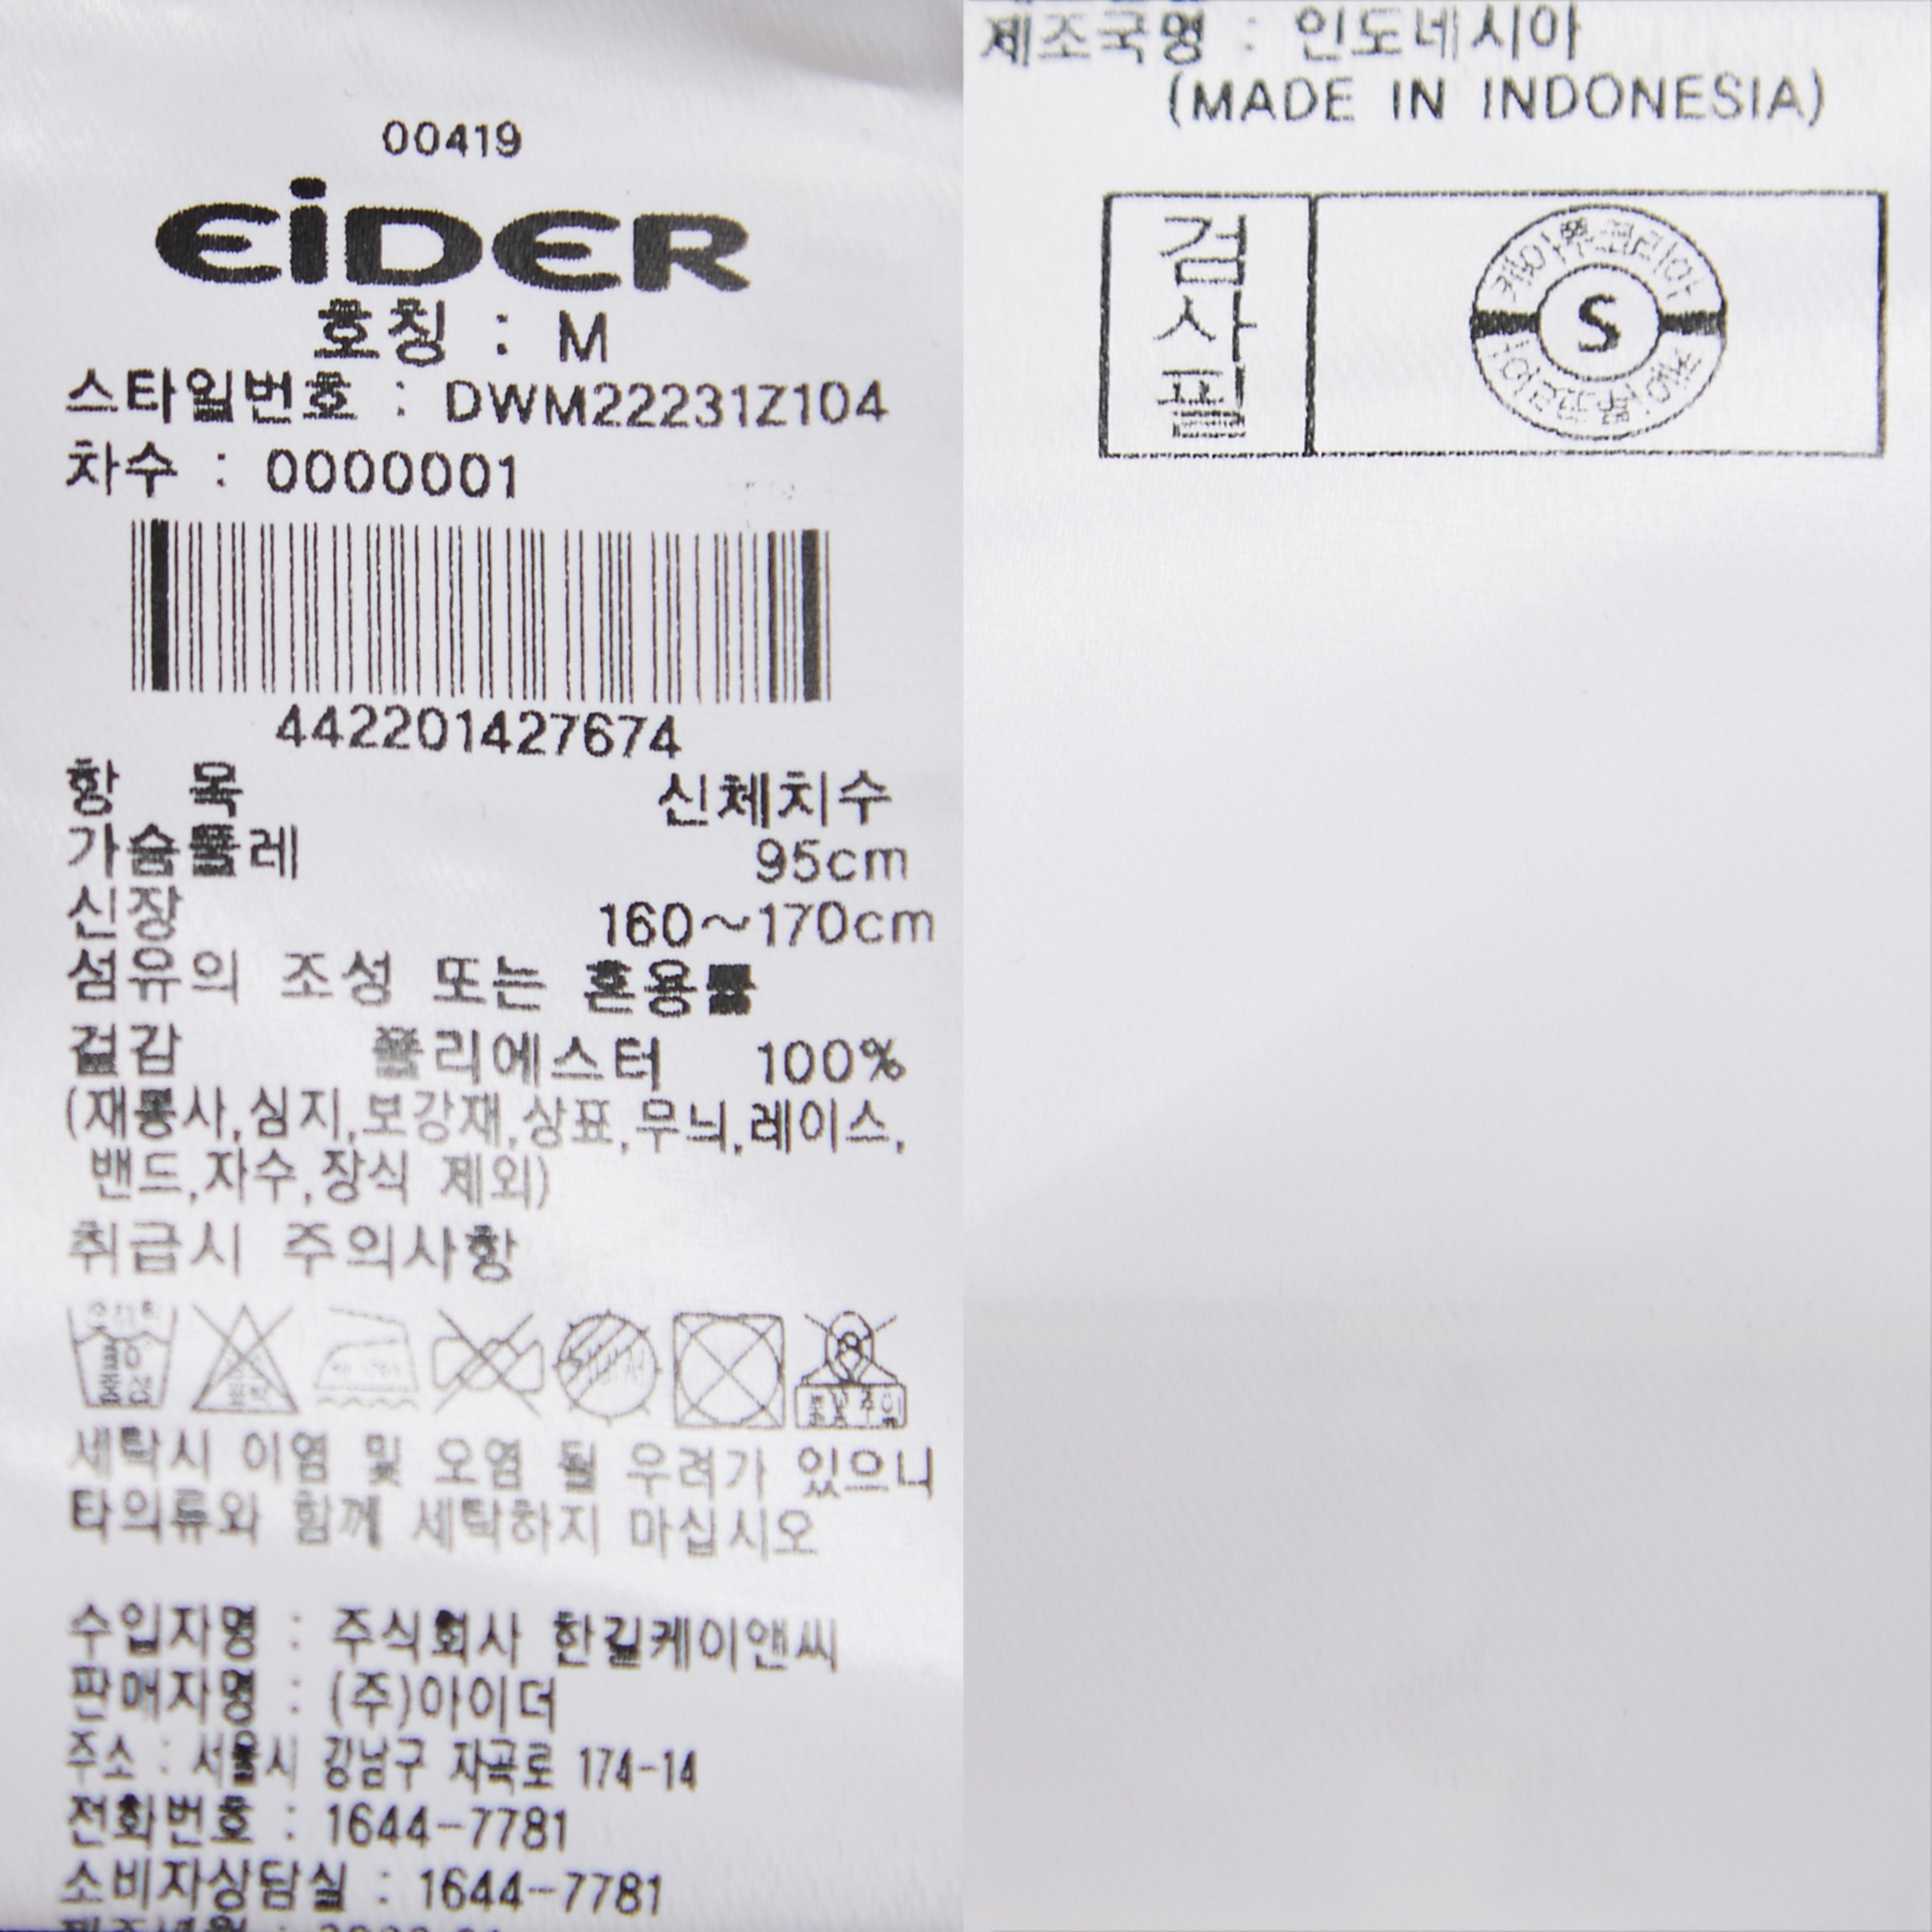 00419
EiDER
호칭 : M
스타일번호 : DWM22231Z104
차수 : 0000001
442201427674
항 목 신체치수
가슴둘레 95cm
신장 160~170cm
섬유의 조성 또는 혼용률
겉감 폴리에스터 100%
(재봉사,심지,보강재,상표,무늬,레이스,
밴드,자수,장식 제외)
취급시 주의사항
세탁시 이염 및 오염 될 우려가 있으니
타의류와 함께 세탁하지 마십시오
수입자명 : 주식회사 한길케이앤씨
판매자명 : (주)아이더
주소 : 서울시 강남구 자곡로 174-14
전화번호 : 1644-7781
소비자상담실 : 1644-7781
제조국명 : 인도네시아
(MADE IN INDONESIA)
검사필
S